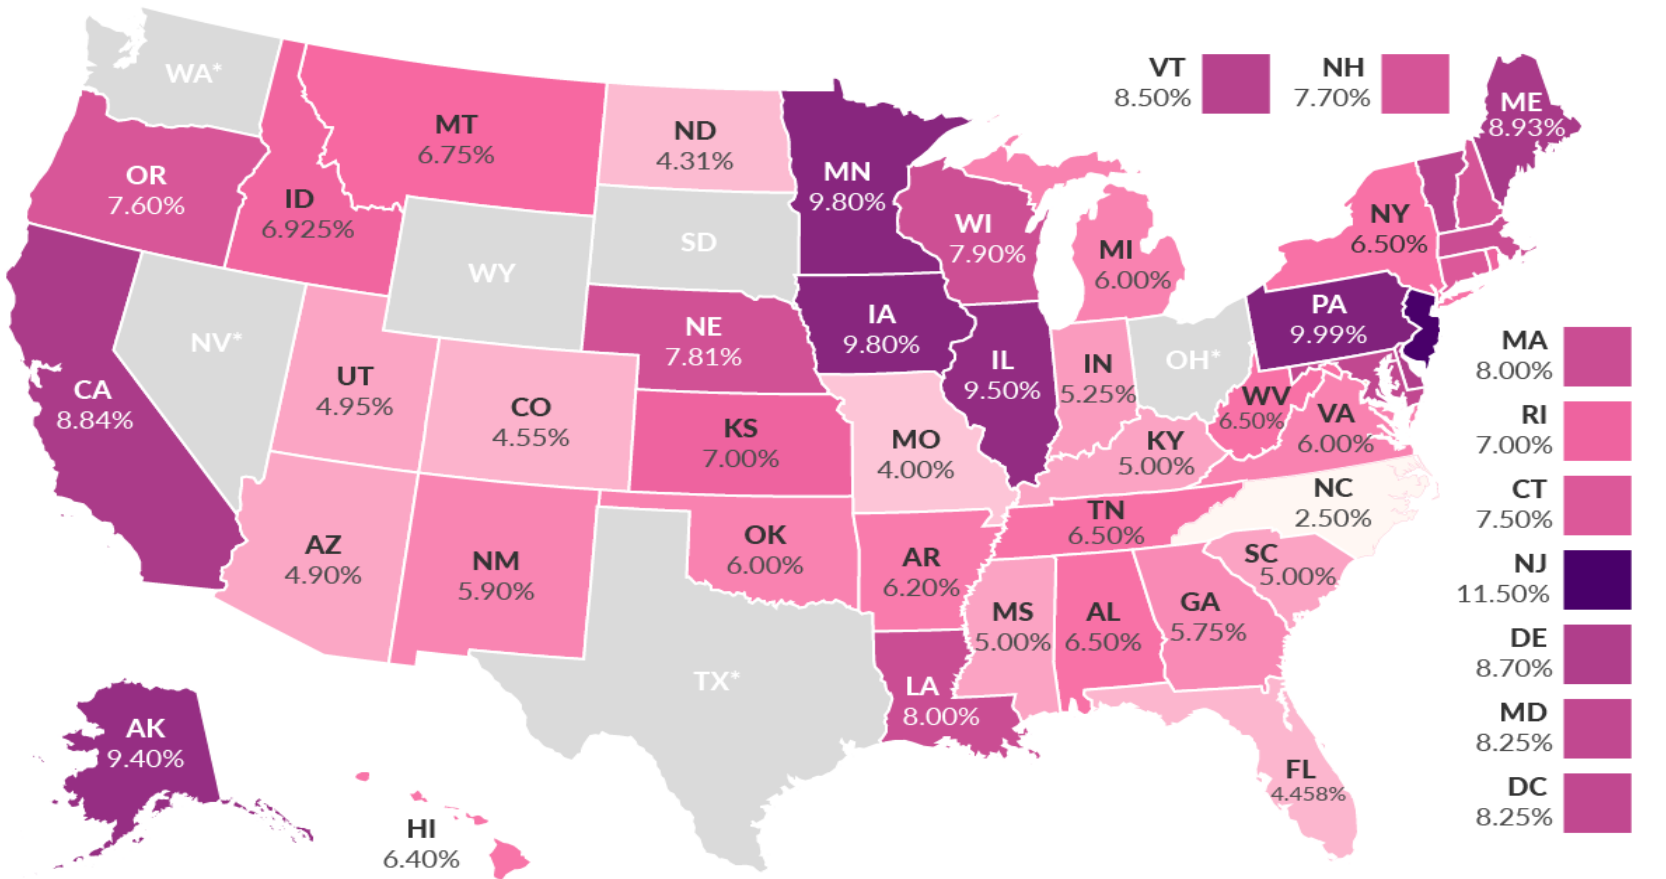 WA*
OR
7.60%
CA
8.84%
NV*
ID
6.925%
MT
6.75%
WY
UT
4.95%
CO
4.55%
AZ
4.90%
NM
5.90%
ND
4.31%
SD
NE
7.81%
KS
7.00%
OK
6.00%
TX*
MN
9.80%
IA
9.80%
MO
4.00%
AR
6.20%
LA
8.00%
WI
7.90%
IL
9.50%
MI
6.00%
IN
5.25%
OH*
KY
5.00%
TN
6.50%
MS
5.00%
AL
6.50%
GA
5.75%
FL
4.458%
SC
5.00%
NC
2.50%
VA
6.00%
WV
6.50%
PA
9.99%
NY
6.50%
ME
8.93%
VT
8.50%
NH
7.70%
MA
8.00%
RI
7.00%
CT
7.50%
NJ
11.50%
DE
8.70%
MD
8.25%
DC
8.25%
AK
9.40%
HI
6.40%